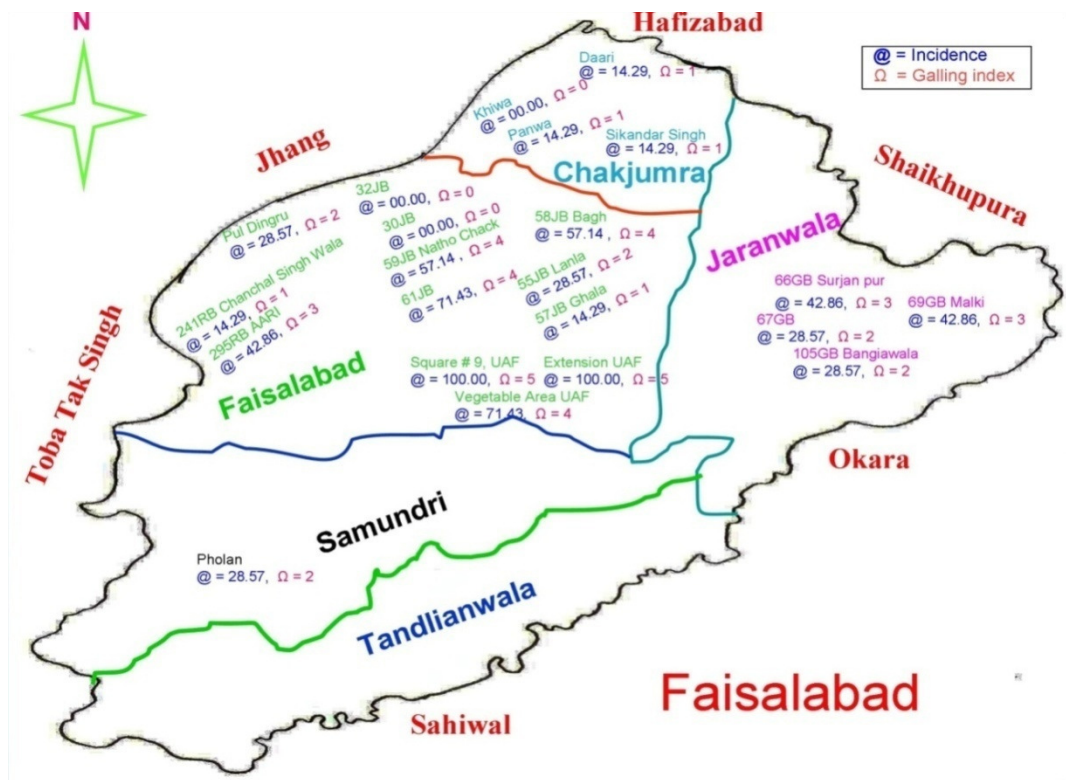 N
Hafizabad
@ = Incidence
Ω = Galling index
Daari
@ = 14.29, Ω = 1
Khiwa
@ = 00.00, Ω = 0
Panwa
@ = 14.29, Ω = 1
Sikandar Singh
@ = 14.29, Ω = 1
Chakjumra
Jhang
Shaikhupura
32JB
@ = 00.00, Ω = 0
30JB
@ = 00.00, Ω = 0
Pul Dingru
@ = 28.57, Ω = 2
59JB Natho Chack
@ = 57.14, Ω = 4
58JB Bagh
@ = 57.14, Ω = 4
Jaranwala
241RB Chanchal Singh Wala
@ = 14.29, Ω = 1
295RB AARI
@ = 42.86, Ω = 3
61JB
@ = 71.43, Ω = 4
55JB Lanla
@ = 28.57, Ω = 2
57JB Ghala
@ = 14.29, Ω = 1
66GB Surjan pur
@ = 42.86, Ω = 3
69GB Malki
@ = 42.86, Ω = 3
67GB
@ = 28.57, Ω = 2
105GB Bangiawala
@ = 28.57, Ω = 2
Toba Tak Singh
Faisalabad
Square # 9, UAF
@ = 100.00, Ω = 5
Extension UAF
@ = 100.00, Ω = 5
Vegetable Area UAF
@ = 71.43, Ω = 4
Okara
Samundri
Pholan
@ = 28.57, Ω = 2
Tandlianwala
Faisalabad
Sahiwal